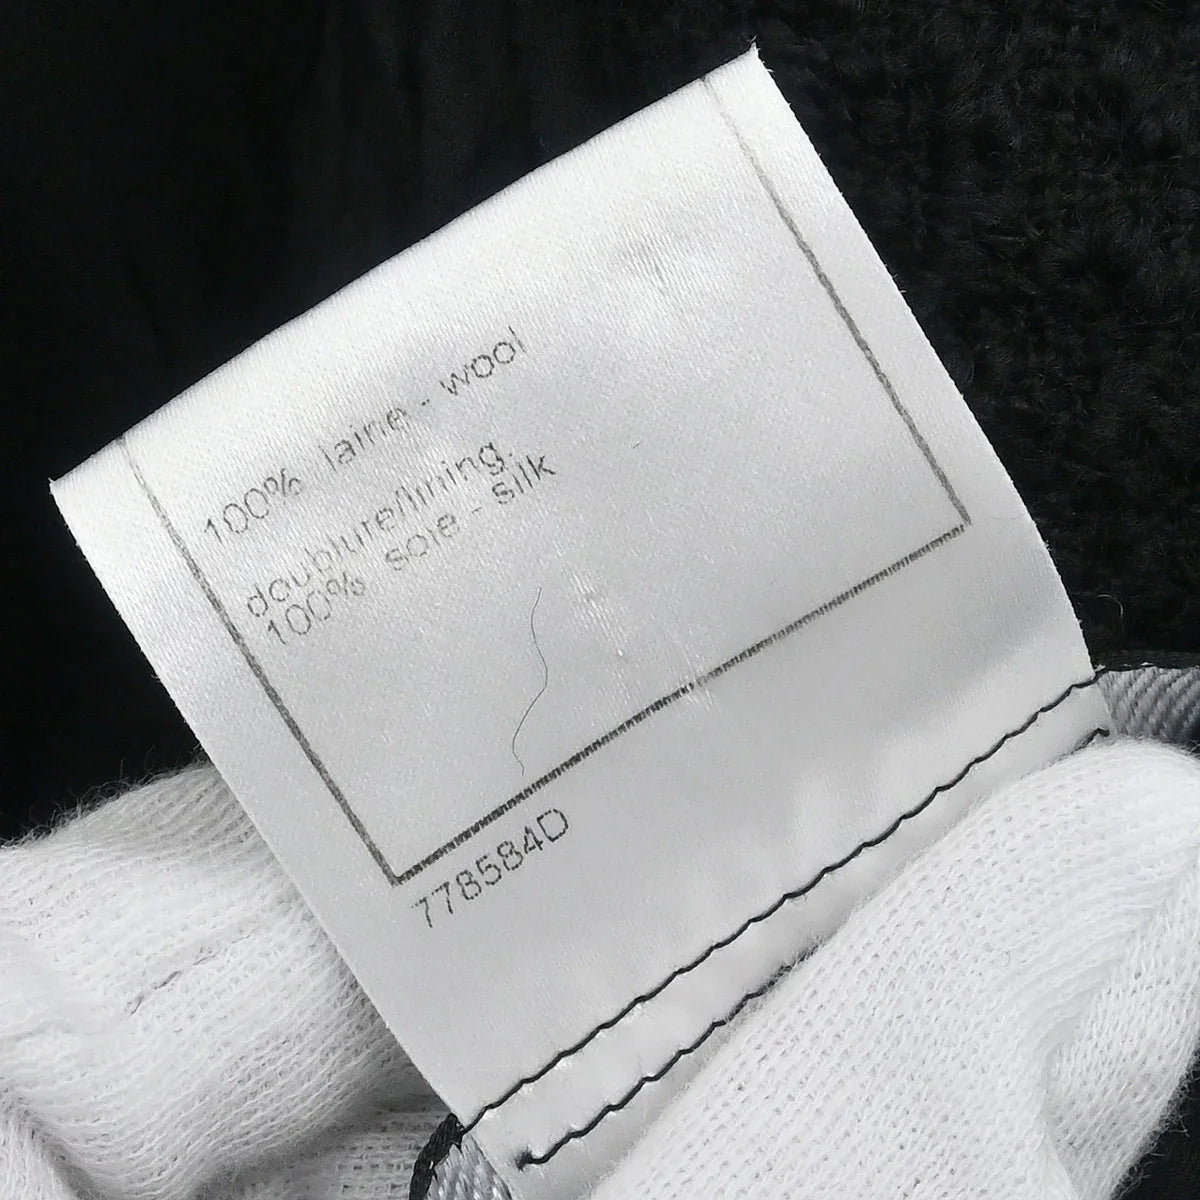 100% laine - wool
doublure/lining.
100% soie - silk
778584D